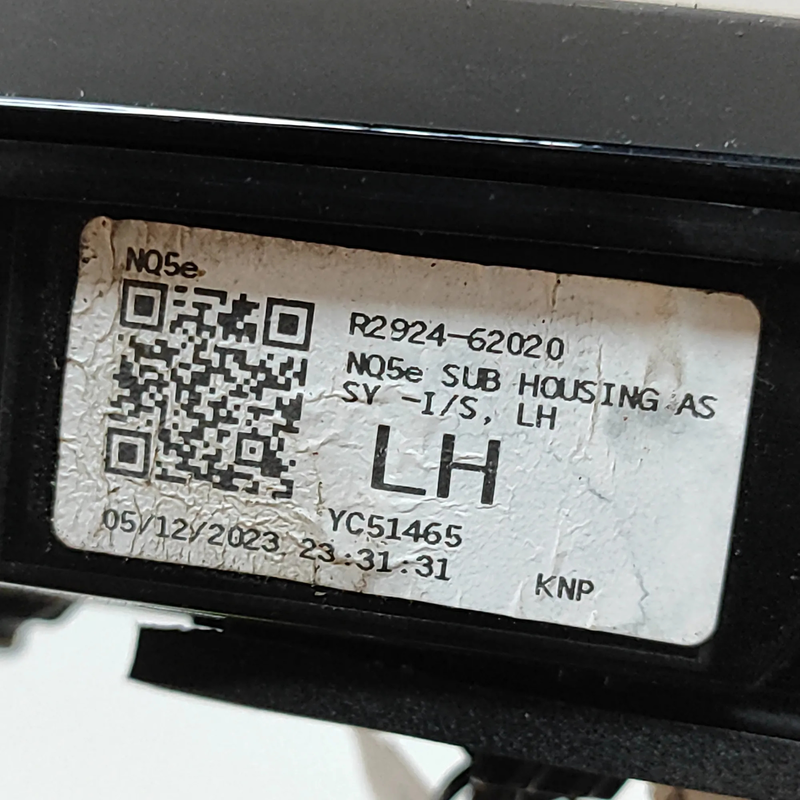 NQ5e
R2924-62020
NQ5e SUB HOUSING AS
SY -I/S, LH
LH
YC51465
05/12/2023 23:31:31
KNP